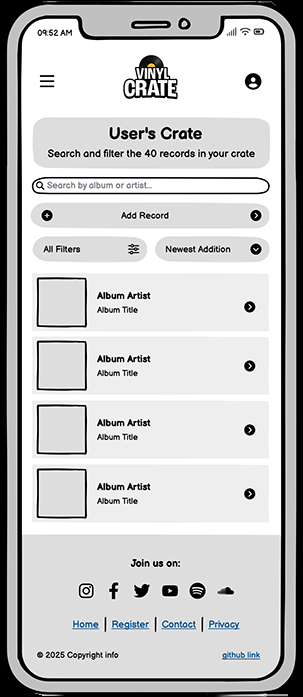 09:52 AM
VINYL
CRATE
User's Crate
Search and filter the 40 records in your crate
Search by album or artist...
Add Record
All Filters
Newest Addition
Album Artist
Album Title
Album Artist
Album Title
Album Artist
Album Title
Album Artist
Album Title
Join us on:
Home | Register | Contact | Privacy
© 2025 Copyright info github link